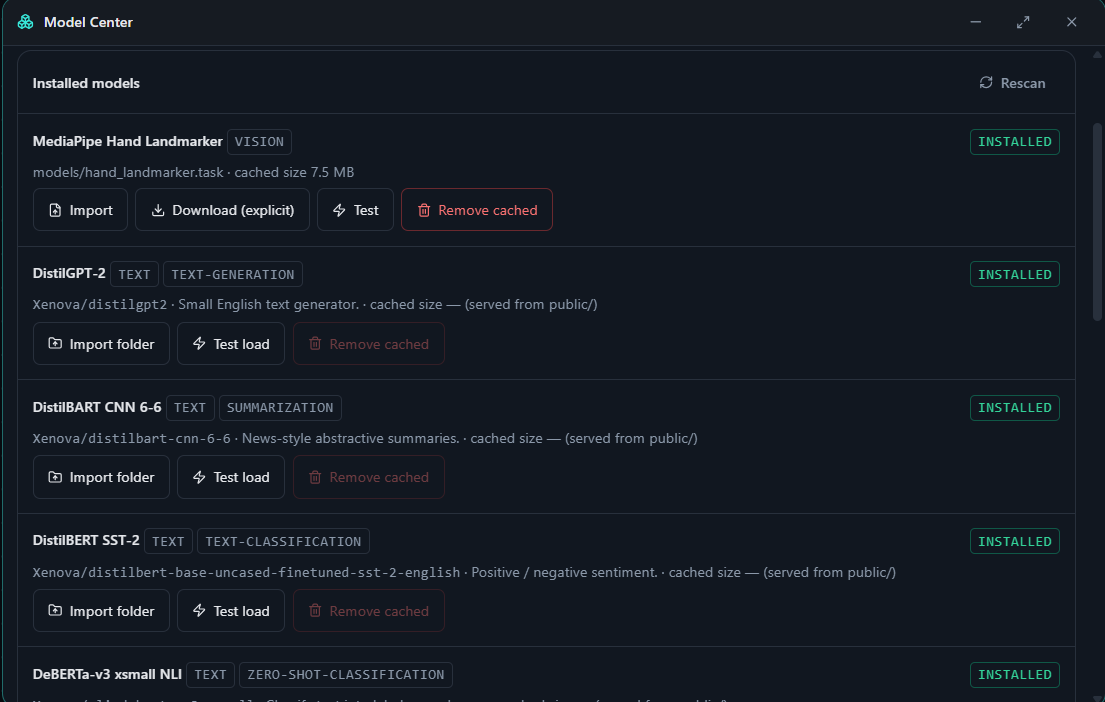 Model Center
Installed models
Rescan
MediaPipe Hand Landmarker VISION INSTALLED
models/hand_landmarker.task · cached size 7.5 MB
Import Download (explicit) Test Remove cached
DistilGPT-2 TEXT TEXT-GENERATION INSTALLED
Xenova/distilgpt2 · Small English text generator. · cached size — (served from public/)
Import folder Test load Remove cached
DistilBART CNN 6-6 TEXT SUMMARIZATION INSTALLED
Xenova/distilbart-cnn-6-6 · News-style abstractive summaries. · cached size — (served from public/)
Import folder Test load Remove cached
DistilBERT SST-2 TEXT TEXT-CLASSIFICATION INSTALLED
Xenova/distilbert-base-uncased-finetuned-sst-2-english · Positive / negative sentiment. · cached size — (served from public/)
Import folder Test load Remove cached
DeBERTa-v3 xsmall NLI TEXT ZERO-SHOT-CLASSIFICATION INSTALLED